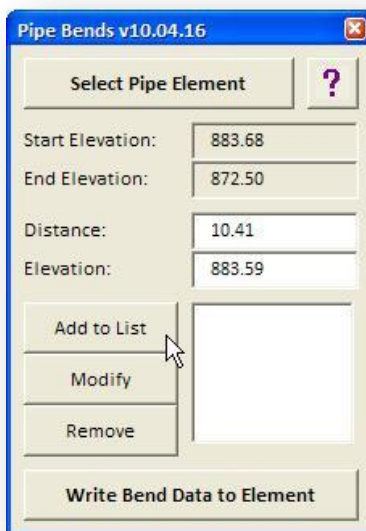 Pipe Bends v10.04.16
Select Pipe Element
?
Start Elevation: 883.68
End Elevation: 872.50
Distance: 10.41
Elevation: 883.59
Add to List
Modify
Remove
Write Bend Data to Element